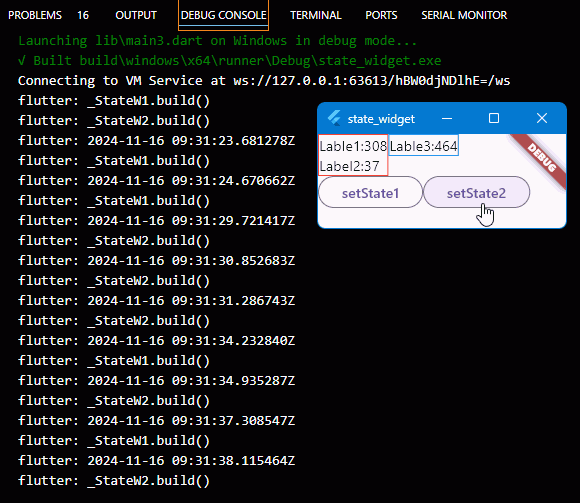 PROBLEMS 16 OUTPUT DEBUG CONSOLE TERMINAL PORTS SERIAL MONITOR
Launching lib\main3.dart on Windows in debug mode...
√ Built build\windows\x64\runner\Debug\state_widget.exe
Connecting to VM Service at ws://127.0.0.1:63613/hBW0djNDlhE=/ws
flutter: _StateW1.build()
flutter: _StateW2.build()
flutter: 2024-11-16 09:31:23.681278Z
flutter: _StateW1.build()
flutter: 2024-11-16 09:31:24.670662Z
flutter: _StateW1.build()
flutter: 2024-11-16 09:31:29.721417Z
flutter: _StateW2.build()
flutter: 2024-11-16 09:31:30.852683Z
flutter: _StateW2.build()
flutter: 2024-11-16 09:31:31.286743Z
flutter: _StateW2.build()
flutter: 2024-11-16 09:31:34.232840Z
flutter: _StateW1.build()
flutter: 2024-11-16 09:31:34.935287Z
flutter: _StateW2.build()
flutter: 2024-11-16 09:31:37.308547Z
flutter: _StateW1.build()
flutter: 2024-11-16 09:31:38.115464Z
flutter: _StateW2.build()
state_widget
Lable1:308 Lable3:464
Label2:37
DEBUG
setState1 setState2